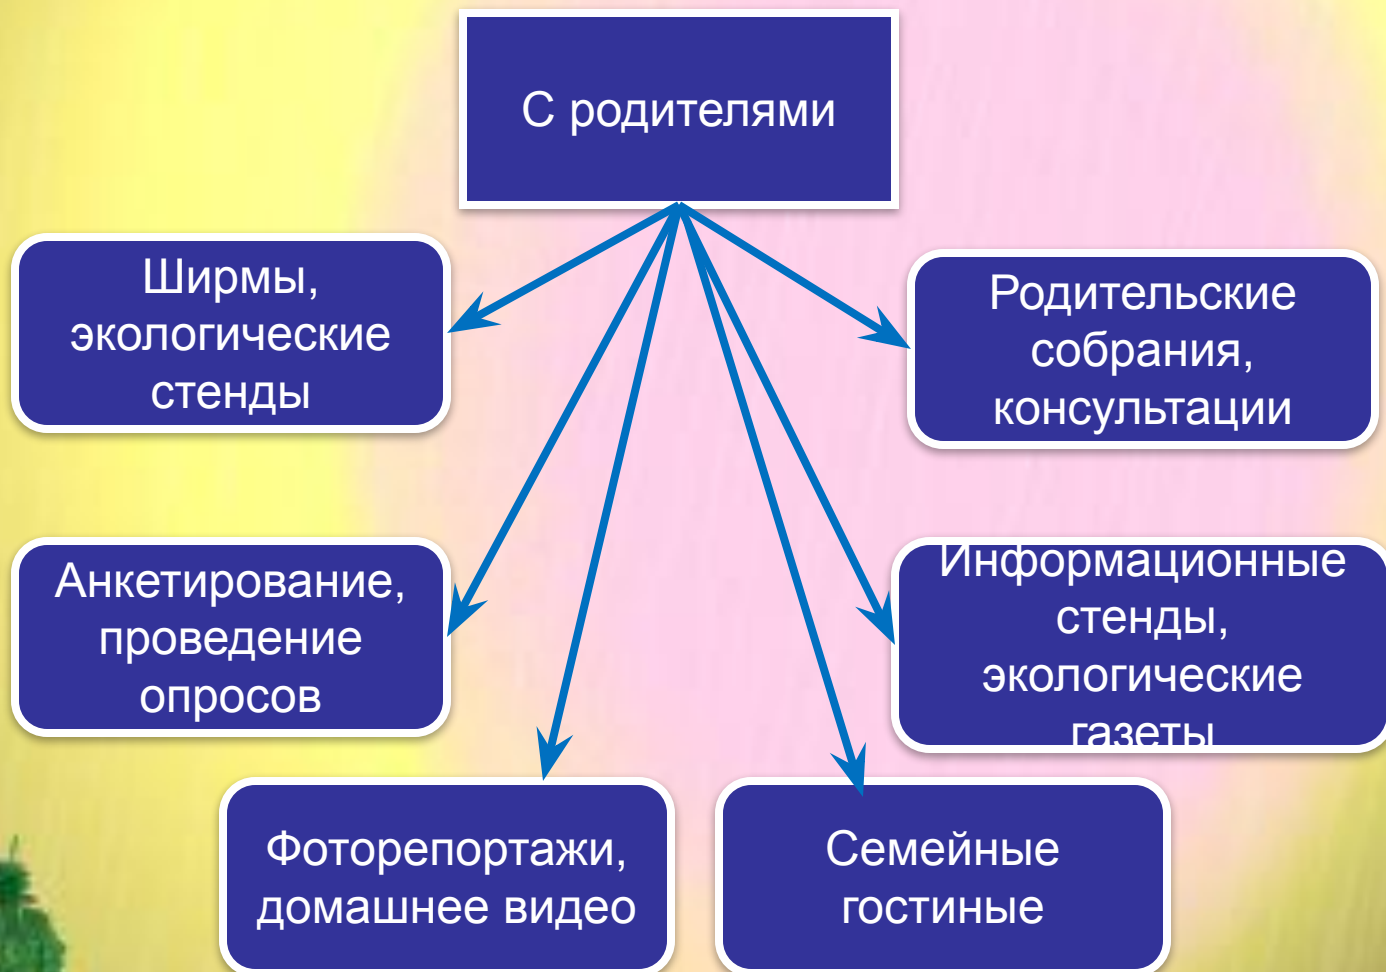 С родителями
Ширмы,
экологические
стенды
Родительские
собрания,
консультации
Анкетирование,
проведение
опросов
Информационные
стенды,
экологические
газеты
Фоторепортажи,
домашнее видео
Семейные
гостиные